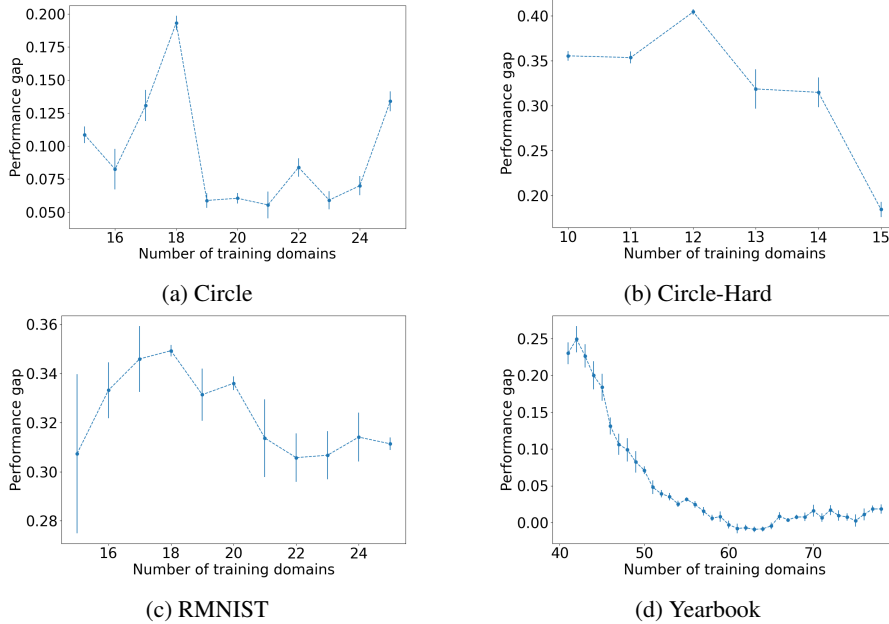 0.200
0.175
0.150
0.125
0.100
0.075
0.050
Performance gap
16 18 20 22 24
Number of training domains
(a) Circle
0.40
0.35
0.30
0.25
0.20
Performance gap
10 11 12 13 14 15
Number of training domains
(b) Circle-Hard
0.36
0.34
0.32
0.30
0.28
Performance gap
16 18 20 22 24
Number of training domains
(c) RMNIST
0.25
0.20
0.15
0.10
0.05
0.00
Performance gap
40 50 60 70
Number of training domains
(d) Yearbook